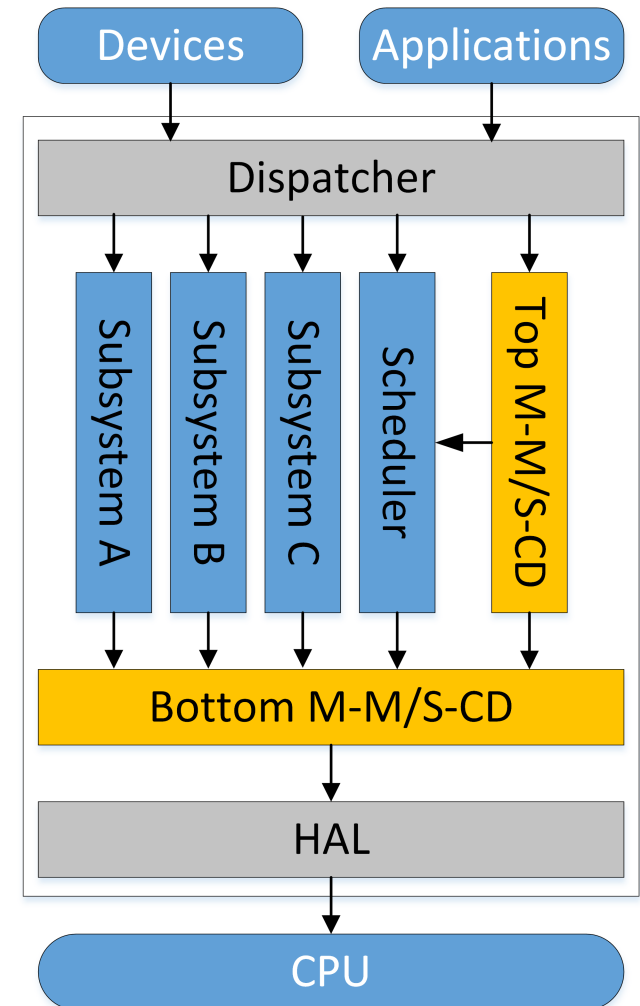 Devices
Applications
Dispatcher
Subsystem A
Subsystem B
Subsystem C
Scheduler
Top M-M/S-CD
Bottom M-M/S-CD
HAL
CPU